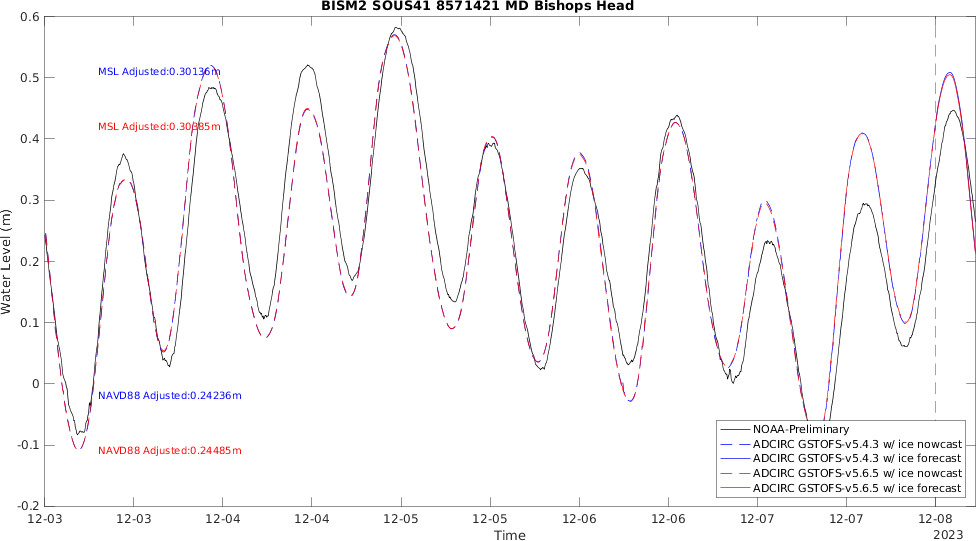 BISM2 SOUS41 8571421 MD Bishops Head
0.6
0.5
0.4
0.3
0.2
0.1
0
-0.1
-0.2
Water Level (m)
MSL Adjusted:0.30136m
MSL Adjusted:0.30385m
NAVD88 Adjusted:0.24236m
NAVD88 Adjusted:0.24485m
NOAA-Preliminary
ADCIRC GSTOFS-v5.4.3 w/ ice nowcast
ADCIRC GSTOFS-v5.4.3 w/ ice forecast
ADCIRC GSTOFS-v5.6.5 w/ ice nowcast
ADCIRC GSTOFS-v5.6.5 w/ ice forecast
12-03 12-03 12-04 12-04 12-05 12-05 12-06 12-06 12-07 12-07 12-08
2023
Time